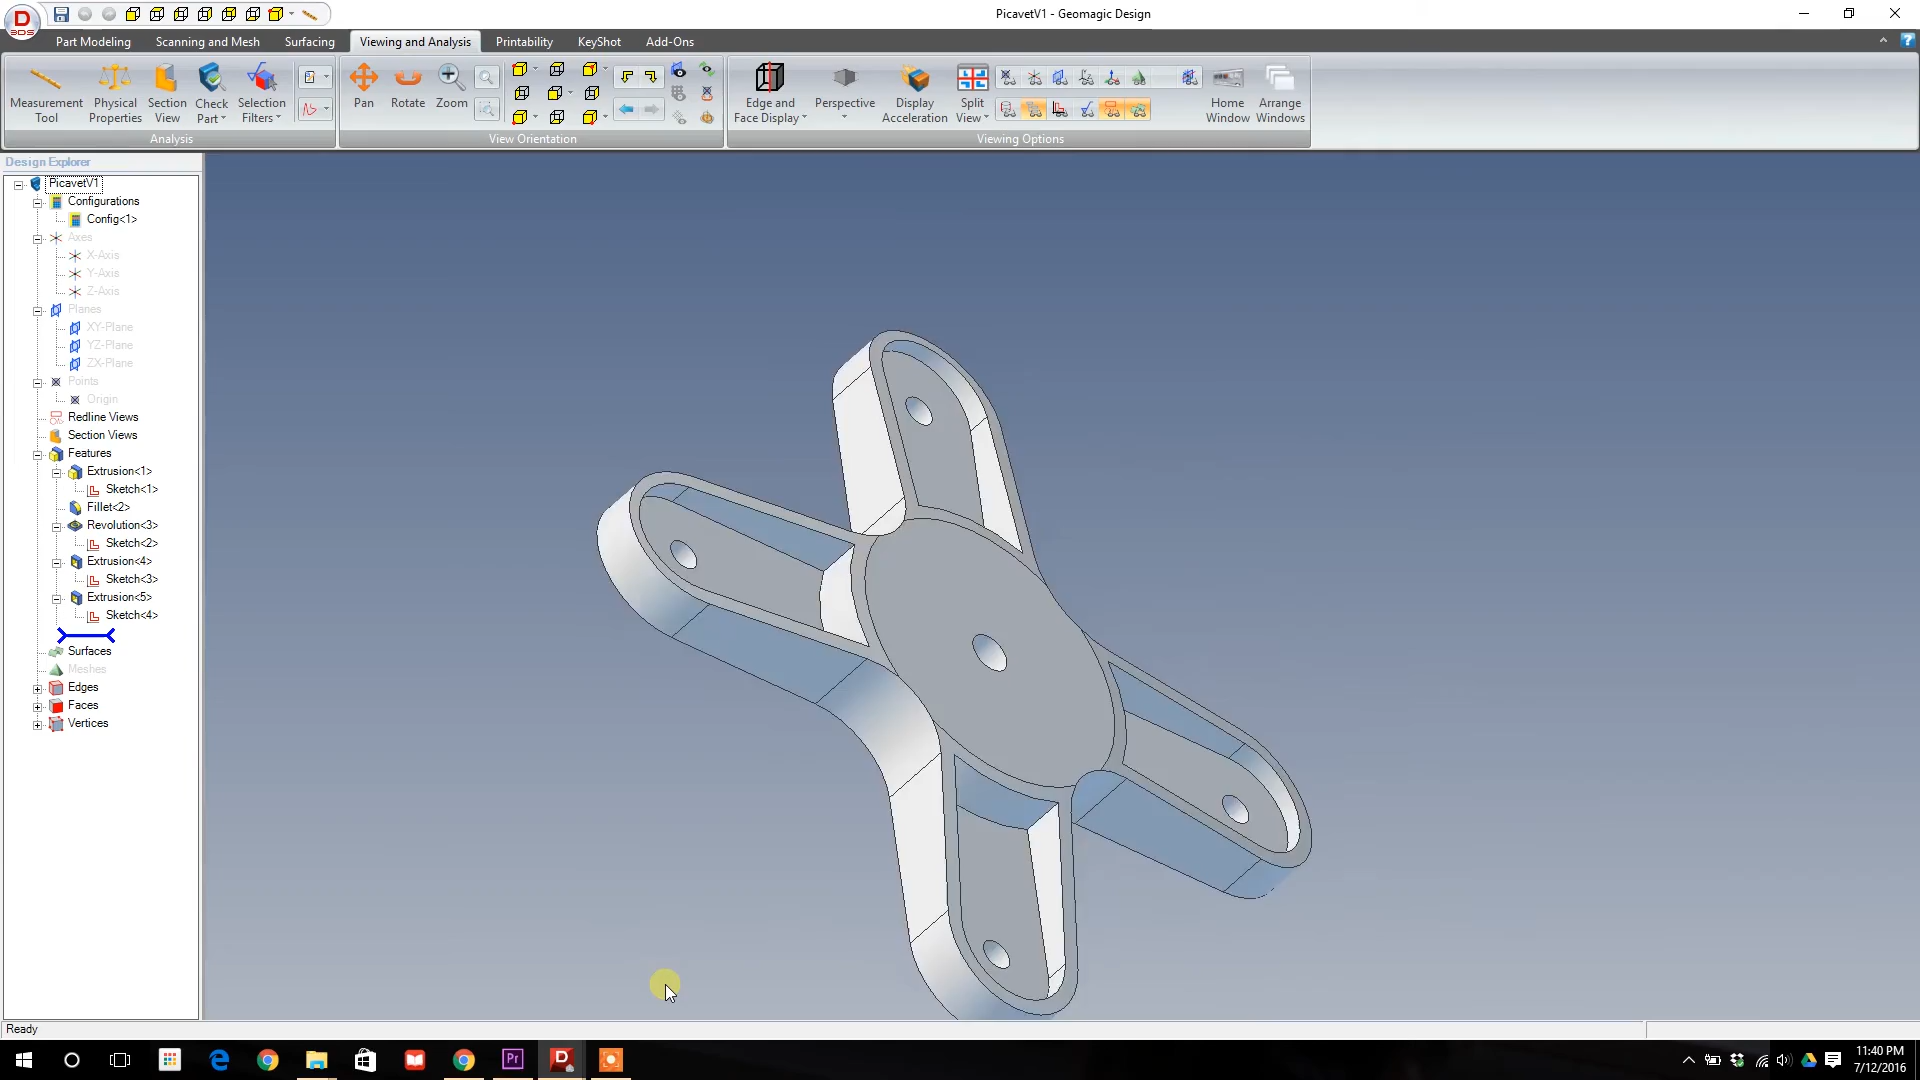 PicavetV1 - Geomagic Design
D
3DS
Part Modeling Scanning and Mesh Surfacing Viewing and Analysis Printability KeyShot Add-Ons
Measurement Tool
Physical Properties
Section View
Check Part
Selection Filters
Analysis
Pan
Rotate
Zoom
View Orientation
Edge and Face Display
Perspective
Display Acceleration
Split View
Home Window
Arrange Windows
Viewing Options
Design Explorer
PicavetV1
Configurations
Config<1>
Axes
X-Axis
Y-Axis
Z-Axis
Planes
XY-Plane
YZ-Plane
ZX-Plane
Points
Origin
Redline Views
Section Views
Features
Extrusion<1>
Sketch<1>
Fillet<2>
Revolution<3>
Sketch<2>
Extrusion<4>
Sketch<3>
Extrusion<5>
Sketch<4>
Surfaces
Meshes
Edges
Faces
Vertices
Ready
Pr
D
11:40 PM
7/12/2016